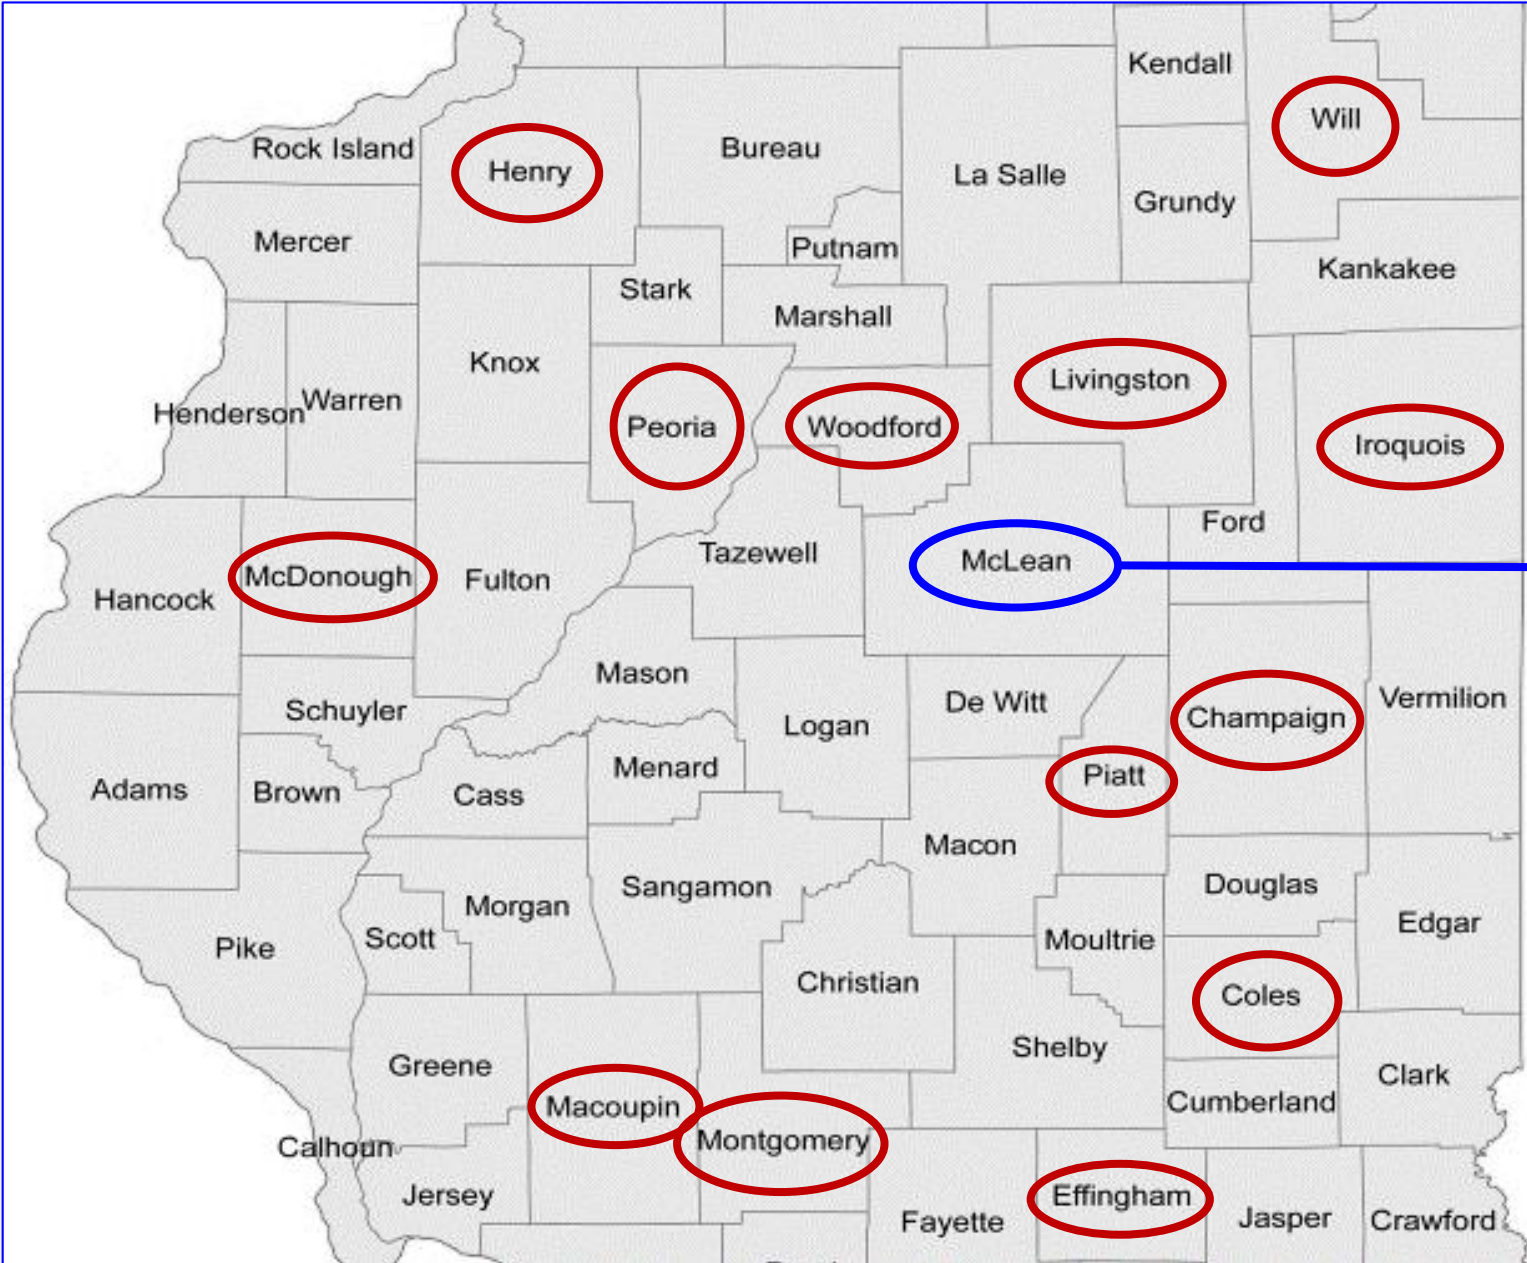 Kendall
Will
Rock Island
Henry
Bureau
La Salle
Grundy
Mercer
Putnam
Kankakee
Stark
Marshall
Knox
Livingston
Henderson
Warren
Peoria
Woodford
Iroquois
Ford
Tazewell
McLean
McDonough
Fulton
Hancock
Mason
Schuyler
De Witt
Vermilion
Logan
Champaign
Menard
Piatt
Adams
Brown
Cass
Macon
Sangamon
Douglas
Morgan
Edgar
Scott
Moultrie
Pike
Christian
Coles
Shelby
Greene
Clark
Macoupin
Cumberland
Montgomery
Calhoun
Jersey
Effingham
Fayette
Jasper
Crawford